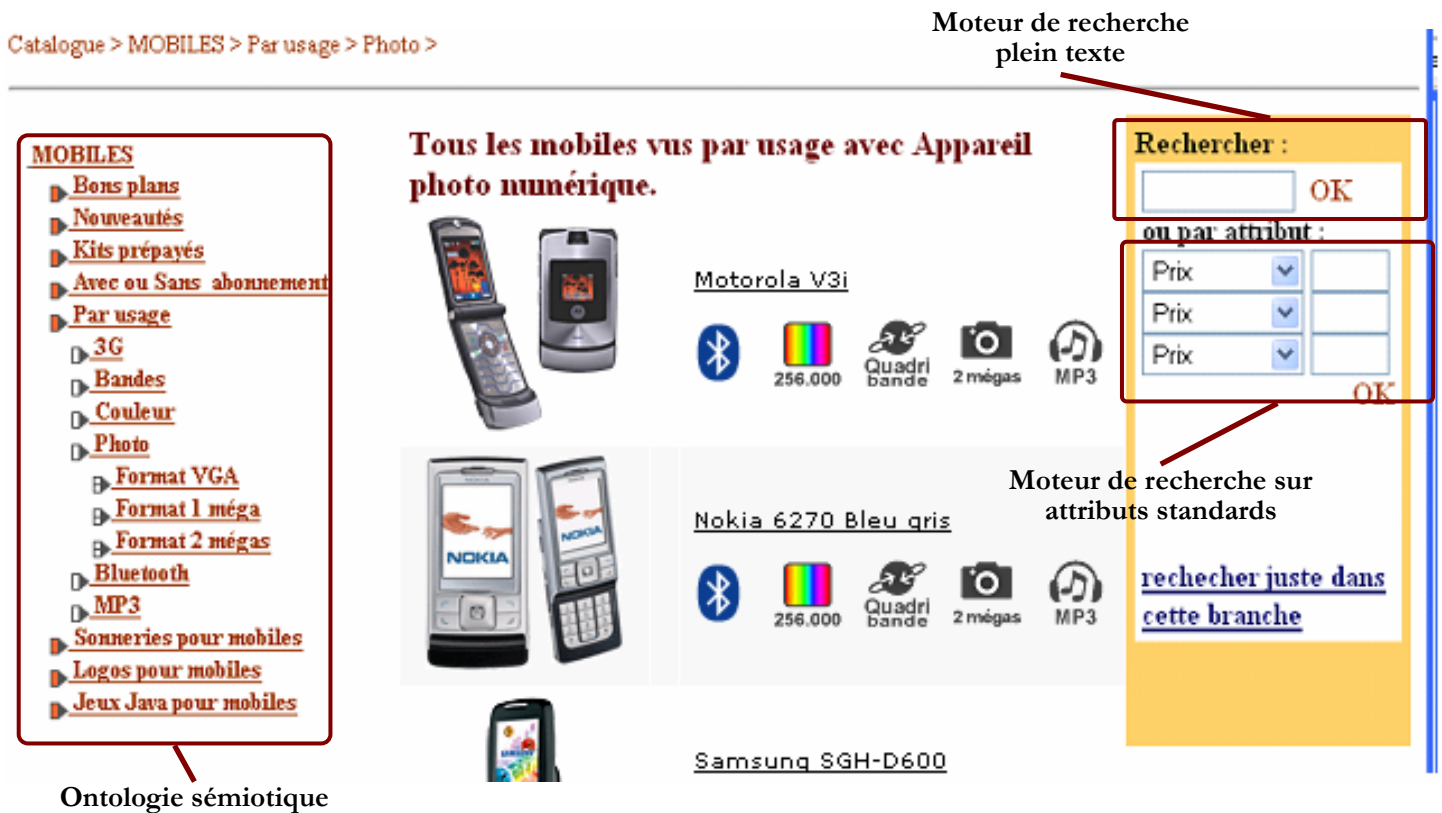 Moteur de recherche
plein texte
Catalogue > MOBILES > Par usage > Photo >
MOBILES
Bons plans
Nouveautés
Kits prépayés
Avec ou Sans abonnement
Par usage
3G
Bandes
Couleur
Photo
Format VGA
Format 1 méga
Format 2 mégas
Bluetooth
MP3
Sonneries pour mobiles
Logos pour mobiles
Jeux Java pour mobiles
Ontologie sémiotique
Tous les mobiles vus par usage avec Appareil
photo numérique.
Motorola V3i
256.000
Quadri
bande
2 mégas
MP3
NOKIA
NOKIA
Nokia 6270 Bleu gris
256.000
Quadri
bande
2 mégas
MP3
Samsung SGH-D600
Rechercher :
OK
ou par attribut :
Prix
Prix
Prix
OK
Moteur de recherche sur
attributs standards
rechecher juste dans
cette branche